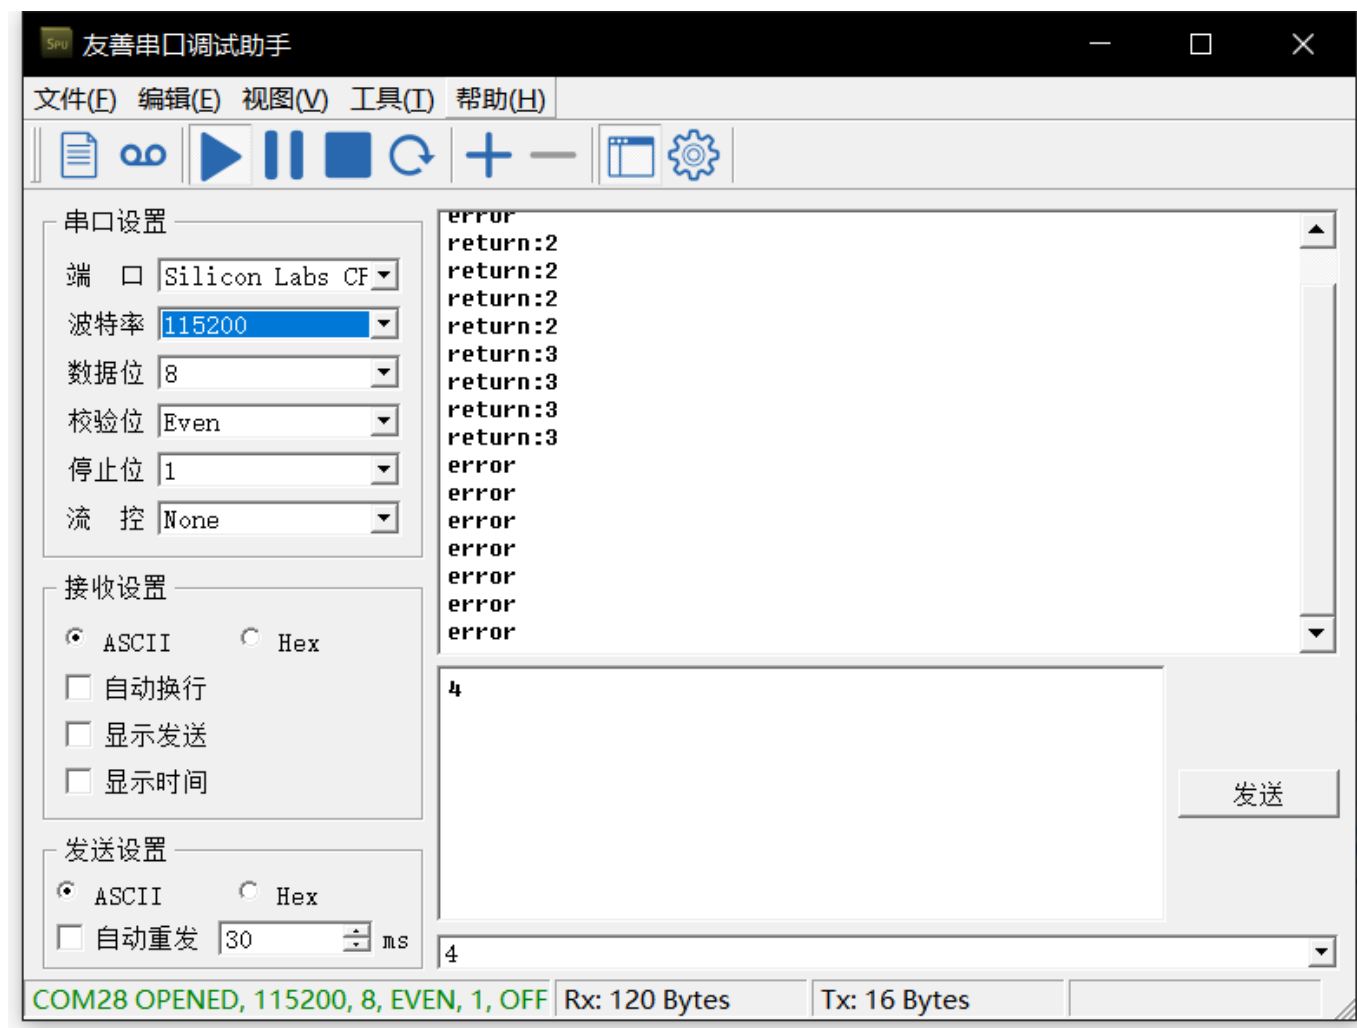 SPU 友善串口调试助手
文件(F) 编辑(E) 视图(V) 工具(T) 帮助(H)
串口设置
端 口 Silicon Labs CF
波特率 115200
数据位 8
校验位 Even
停止位 1
流 控 None
接收设置
ASCII Hex
自动换行
显示发送
显示时间
发送设置
ASCII Hex
自动重发 30 ms
error
return:2
return:2
return:2
return:2
return:3
return:3
return:3
return:3
error
error
error
error
error
error
error
4
发送
4
COM28 OPENED, 115200, 8, EVEN, 1, OFF Rx: 120 Bytes Tx: 16 Bytes